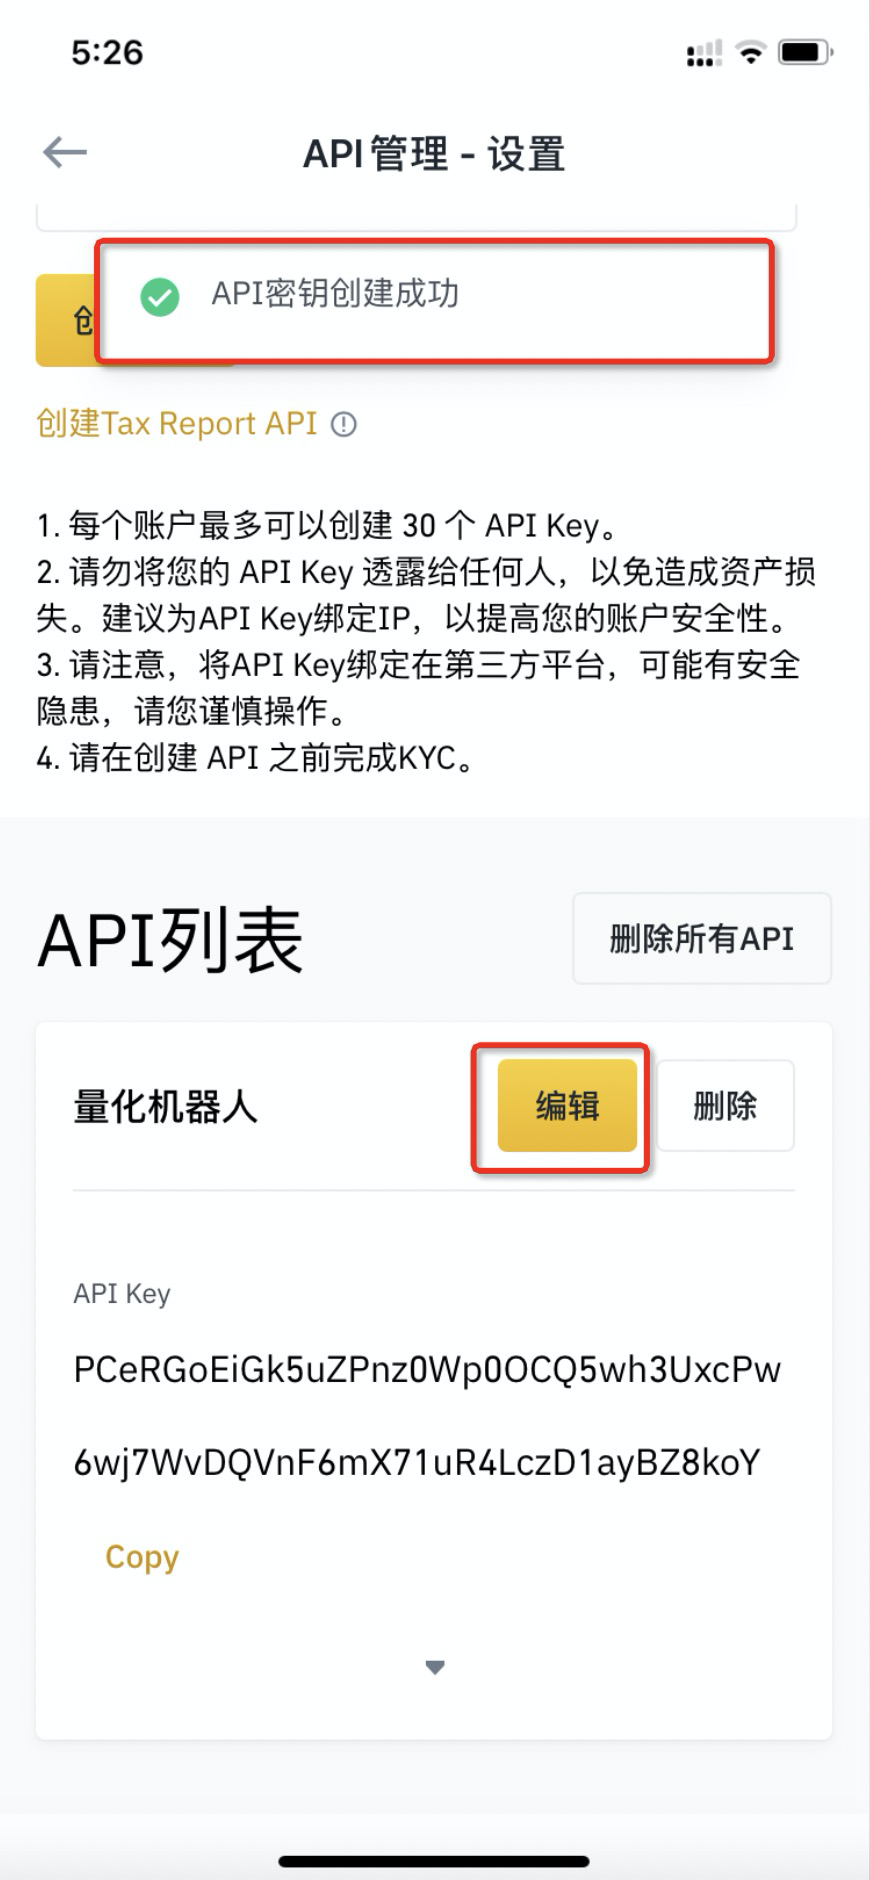 5:26
API管理 - 设置
API密钥创建成功
创建Tax Report API
1. 每个账户最多可以创建 30 个 API Key。
2. 请勿将您的 API Key 透露给任何人，以免造成资产损
失。建议为API Key绑定IP，以提高您的账户安全性。
3. 请注意，将API Key绑定在第三方平台，可能有安全
隐患，请您谨慎操作。
4. 请在创建 API 之前完成KYC。
API列表
删除所有API
量化机器人
编辑
删除
API Key
PCeRGoEiGk5uZPnz0Wp0OCQ5wh3UxcPw
6wj7WvDQVnF6mX71uR4LczD1ayBZ8koY
Copy